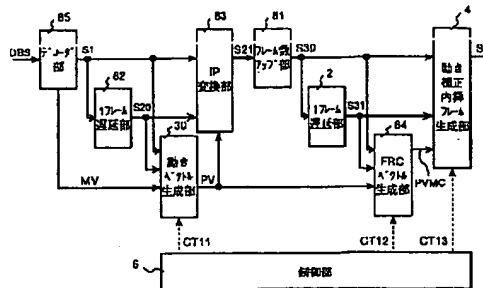 85
83
81
4
DBS
デコーダ部
S1
S21
フレーム数アップ部
S30
IP変換部
動き補正内挿フレーム生成部
S
62
1フレーム遅延部
S20
30
2
1フレーム遅延部
S31
64
動きベクトル生成部
FRCベクトル生成部
MV
PV
PVMC
CT11
CT12
CT13
6
制御部